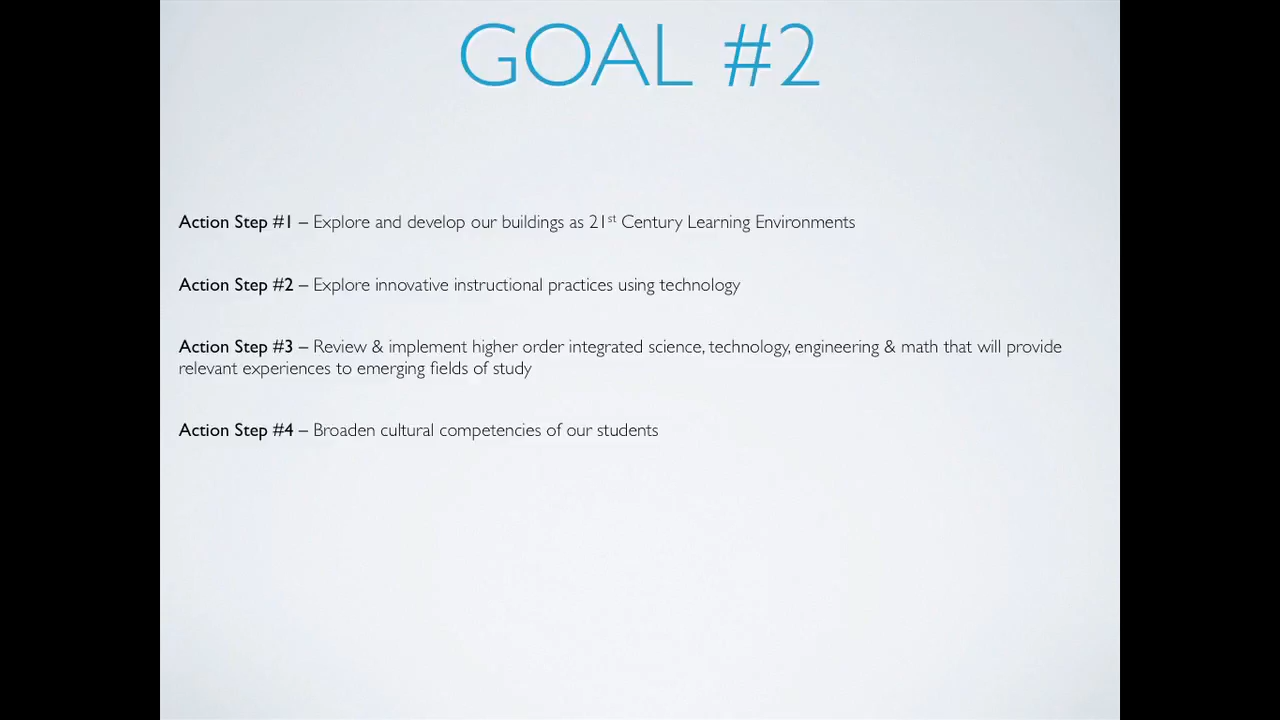 GOAL #2
Action Step #1 – Explore and develop our buildings as 21st Century Learning Environments
Action Step #2 – Explore innovative instructional practices using technology
Action Step #3 – Review & implement higher order integrated science, technology, engineering & math that will provide
relevant experiences to emerging fields of study
Action Step #4 – Broaden cultural competencies of our students